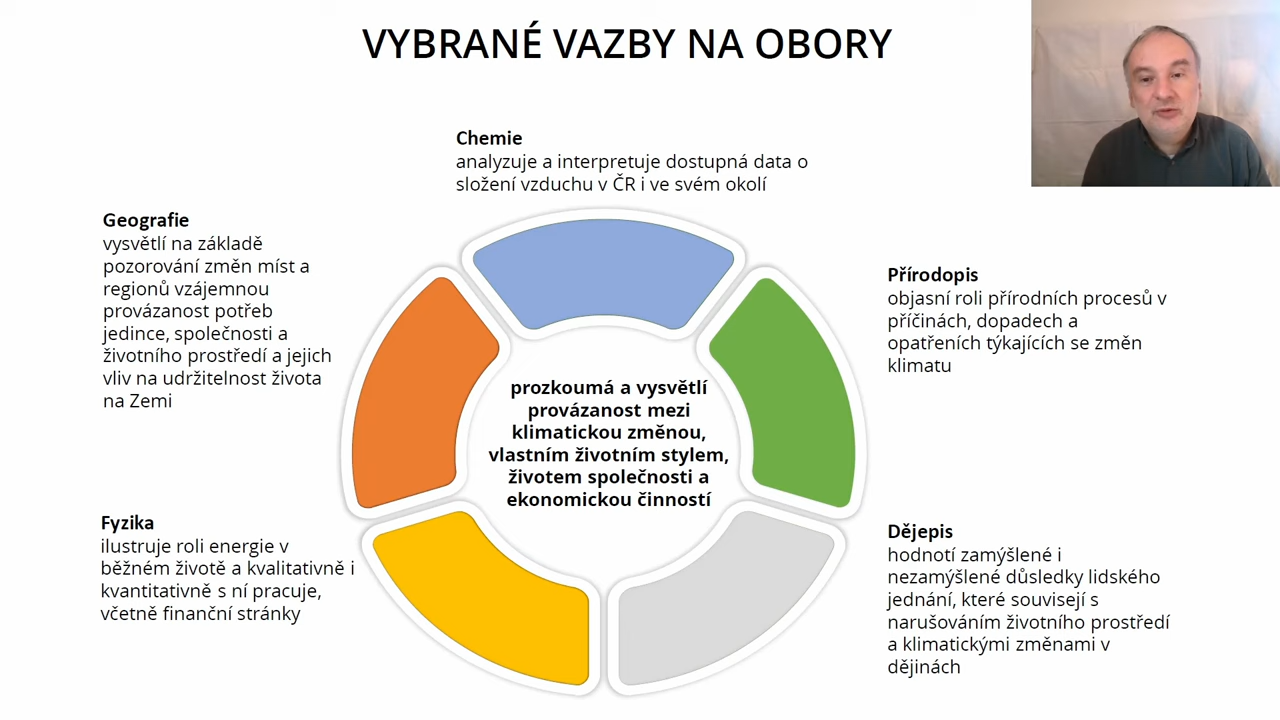 VYBRANÉ VAZBY NA OBORY
Chemie
analyzuje a interpretuje dostupná data o
složení vzduchu v ČR i ve svém okolí
Geografie
vysvětlí na základě
pozorování změn míst a
regionů vzájemnou
provázanost potřeb
jedince, společnosti a
životního prostředí a jejich
vliv na udržitelnost života
na Zemi
Přírodopis
objasní roli přírodních procesů v
příčinách, dopadech a
opatřeních týkajících se změn
klimatu
prozkoumá a vysvětlí
provázanost mezi
klimatickou změnou,
vlastním životním stylem,
životem společnosti a
ekonomickou činností
Fyzika
ilustruje roli energie v
běžném životě a kvalitativně i
kvantitativně s ní pracuje,
včetně finanční stránky
Dějepis
hodnotí zamýšlené i
nezamýšlené důsledky lidského
jednání, které souvisejí s
narušováním životního prostředí
a klimatickými změnami v
dějinách